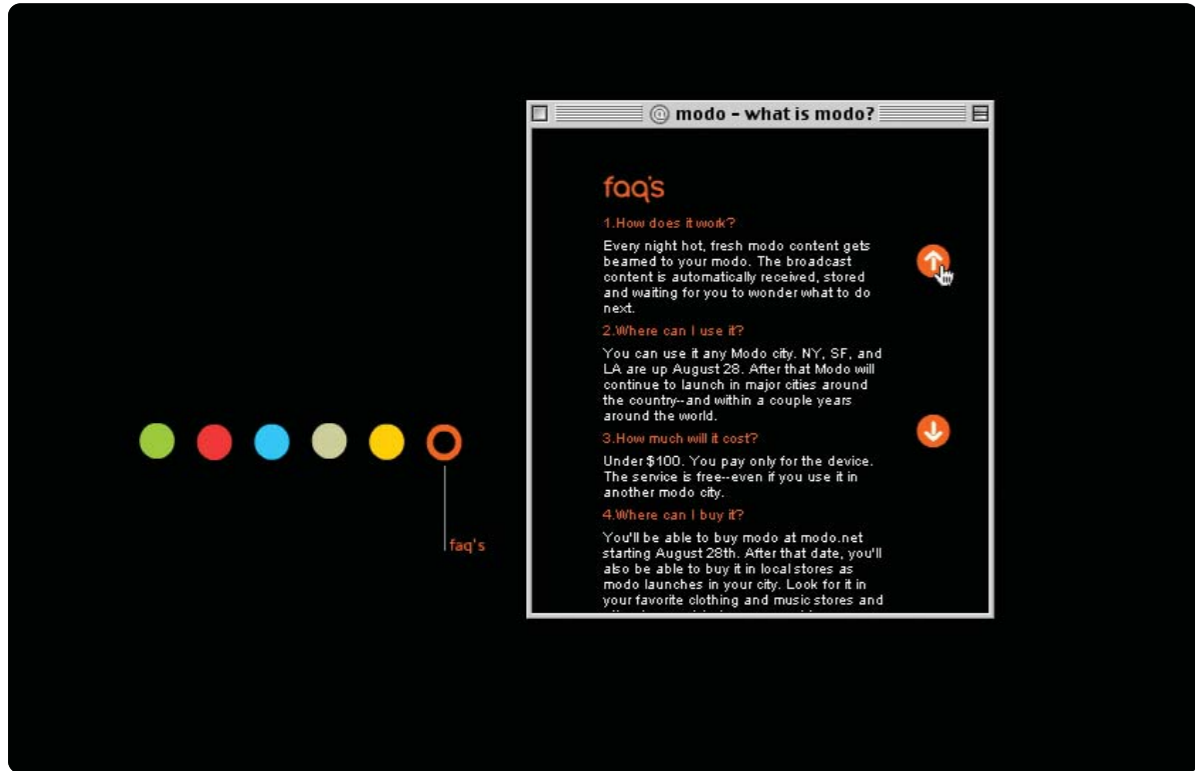 modo - what is modo?
faq's
1.How does it work?
Every night hot, fresh modo content gets
beamed to your modo. The broadcast
content is automatically received, stored
and waiting for you to wonder what to do
next.
2.Where can I use it?
You can use it any Modo city. NY, SF, and
LA are up August 28. After that Modo will
continue to launch in major cities around
the country--and within a couple years
around the world.
3.How much will it cost?
Under $100. You pay only for the device.
The service is free--even if you use it in
another modo city.
4.Where can I buy it?
You'll be able to buy modo at modo.net
starting August 28th. After that date, you'll
also be able to buy it in local stores as
modo launches in your city. Look for it in
your favorite clothing and music stores and
faq's